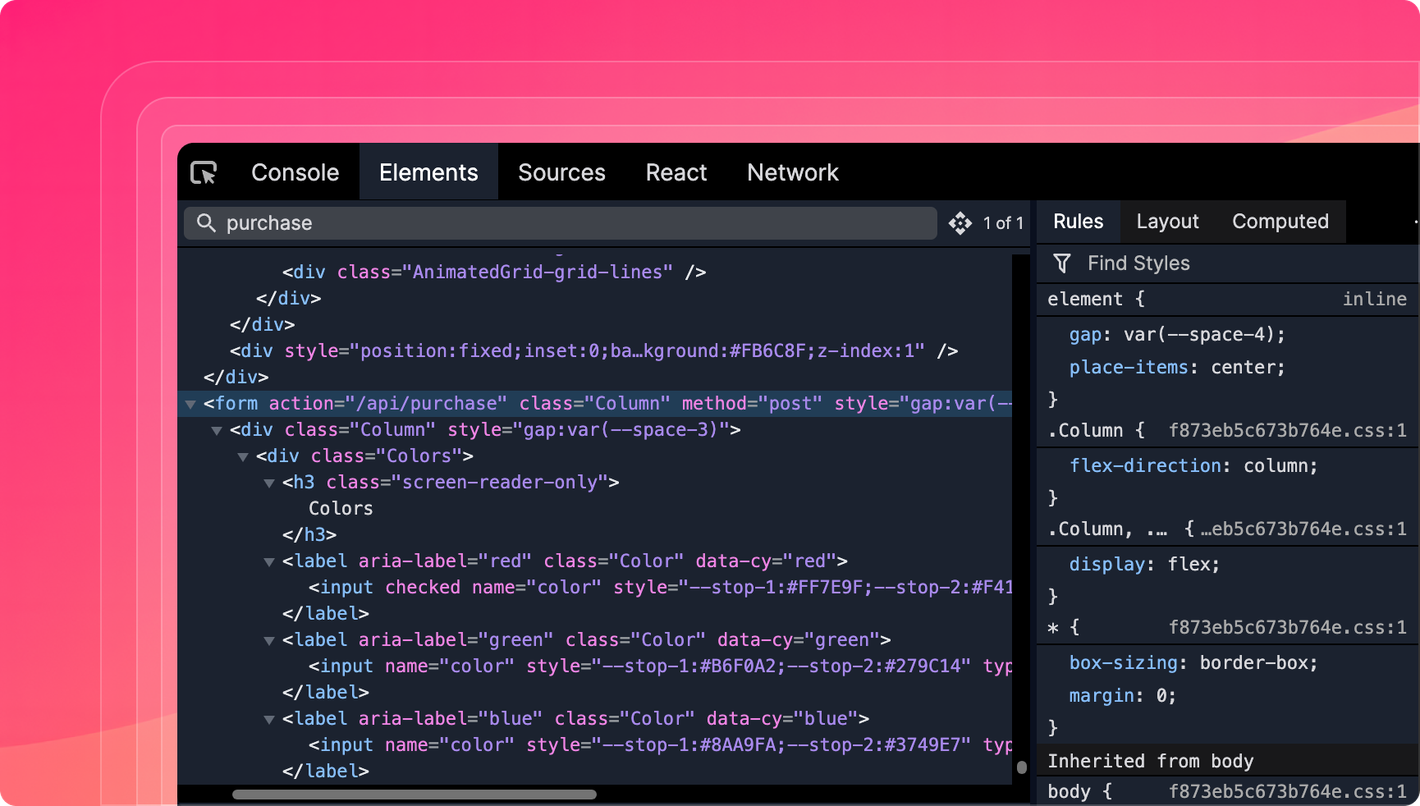 Console Elements Sources React Network
purchase
1 of 1
<div class="AnimatedGrid-grid-lines" />
</div>
</div>
<div style="position:fixed;inset:0;ba…kground:#FB6C8F;z-index:1" />
</div>
<form action="/api/purchase" class="Column" method="post" style="gap:var(--
<div class="Column" style="gap:var(--space-3)">
<div class="Colors">
<h3 class="screen-reader-only">
Colors
</h3>
<label aria-label="red" class="Color" data-cy="red">
<input checked name="color" style="--stop-1:#FF7E9F;--stop-2:#F41
</label>
<label aria-label="green" class="Color" data-cy="green">
<input name="color" style="--stop-1:#B6F0A2;--stop-2:#279C14" typ
</label>
<label aria-label="blue" class="Color" data-cy="blue">
<input name="color" style="--stop-1:#8AA9FA;--stop-2:#3749E7" typ
</label>
Rules Layout Computed
Find Styles
element { inline
gap: var(--space-4);
place-items: center;
}
.Column { f873eb5c673b764e.css:1
flex-direction: column;
}
.Column, .… { …eb5c673b764e.css:1
display: flex;
}
* { f873eb5c673b764e.css:1
box-sizing: border-box;
margin: 0;
}
Inherited from body
body { f873eb5c673b764e.css:1